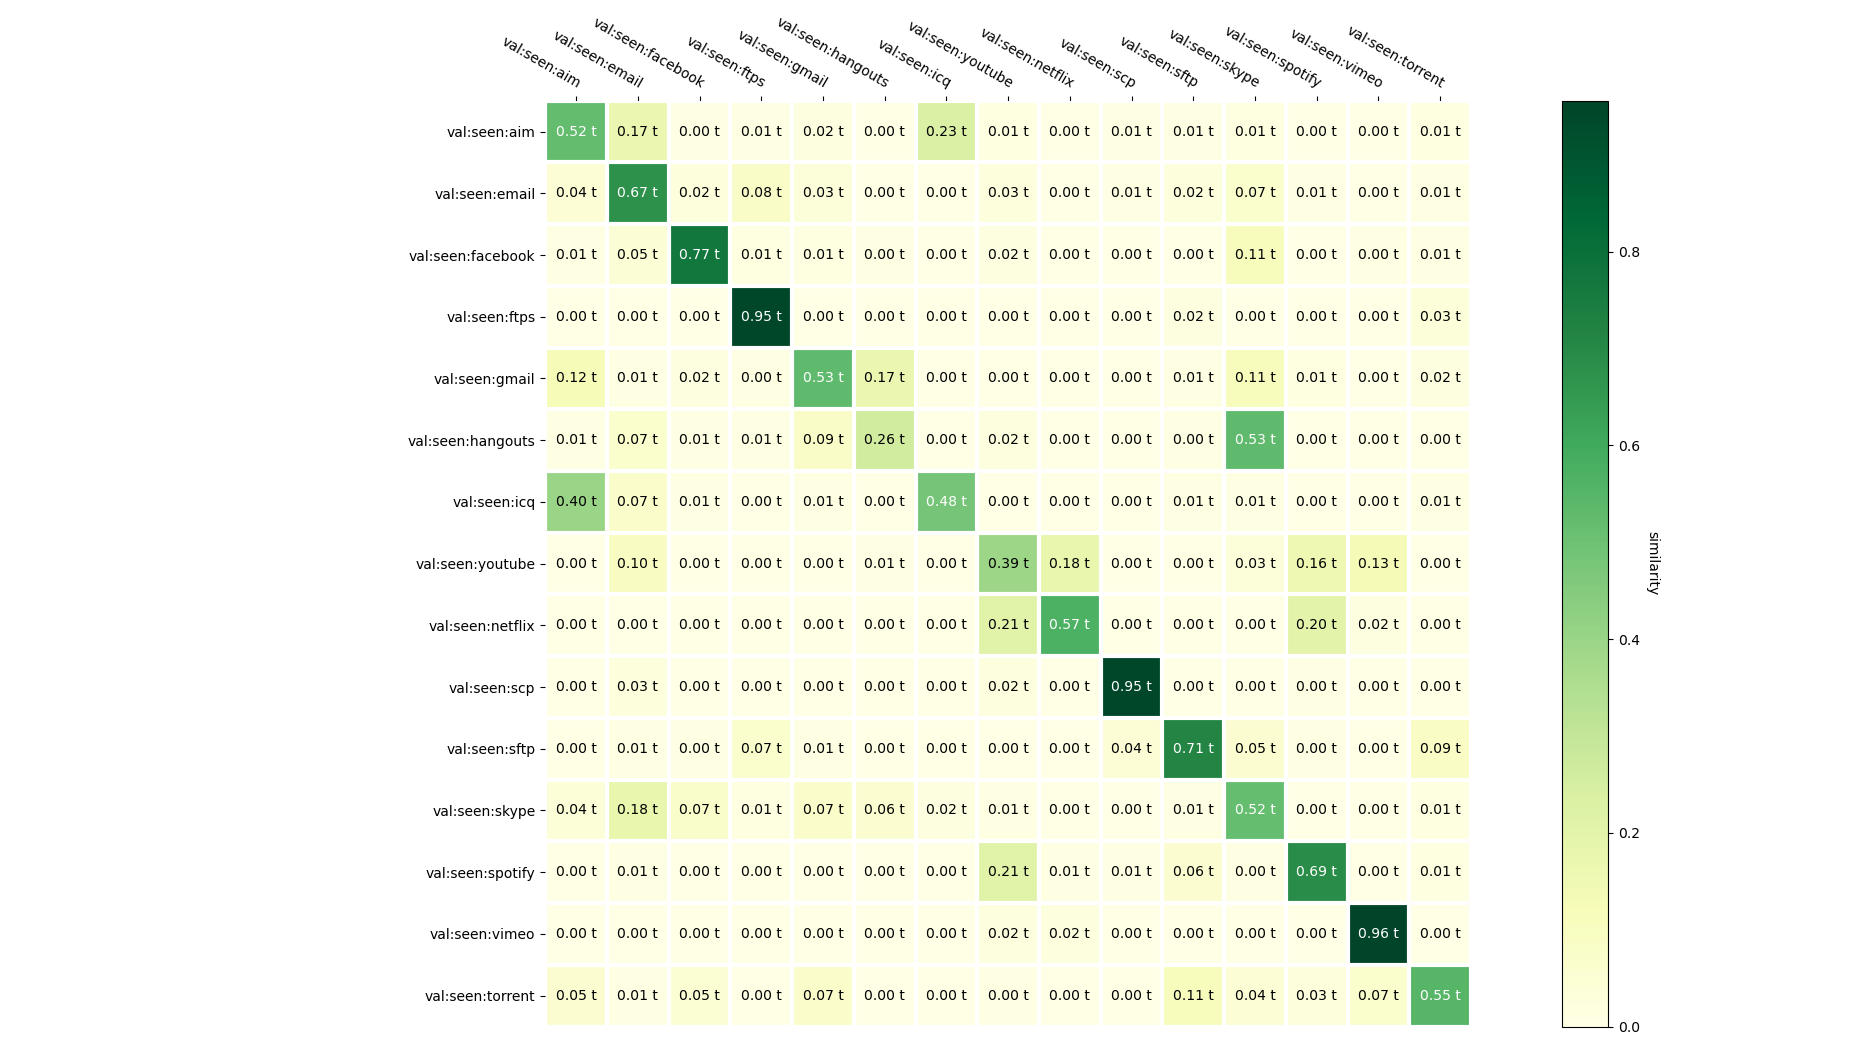 val:seen:aim
val:seen:email
val:seen:facebook
val:seen:ftps
val:seen:gmail
val:seen:hangouts
val:seen:icq
val:seen:youtube
val:seen:netflix
val:seen:scp
val:seen:sftp
val:seen:skype
val:seen:spotify
val:seen:vimeo
val:seen:torrent
val:seen:aim 0.52 t 0.17 t 0.00 t 0.01 t 0.02 t 0.00 t 0.23 t 0.01 t 0.00 t 0.01 t 0.01 t 0.01 t 0.00 t 0.00 t 0.01 t
val:seen:email 0.04 t 0.67 t 0.02 t 0.08 t 0.03 t 0.00 t 0.00 t 0.03 t 0.00 t 0.01 t 0.02 t 0.07 t 0.01 t 0.00 t 0.01 t
val:seen:facebook 0.01 t 0.05 t 0.77 t 0.01 t 0.01 t 0.00 t 0.00 t 0.02 t 0.00 t 0.00 t 0.00 t 0.11 t 0.00 t 0.00 t 0.01 t
val:seen:ftps 0.00 t 0.00 t 0.00 t 0.95 t 0.00 t 0.00 t 0.00 t 0.00 t 0.00 t 0.00 t 0.02 t 0.00 t 0.00 t 0.00 t 0.03 t
val:seen:gmail 0.12 t 0.01 t 0.02 t 0.00 t 0.53 t 0.17 t 0.00 t 0.00 t 0.00 t 0.00 t 0.01 t 0.11 t 0.01 t 0.00 t 0.02 t
val:seen:hangouts 0.01 t 0.07 t 0.01 t 0.01 t 0.09 t 0.26 t 0.00 t 0.02 t 0.00 t 0.00 t 0.00 t 0.53 t 0.00 t 0.00 t 0.00 t
val:seen:icq 0.40 t 0.07 t 0.01 t 0.00 t 0.01 t 0.00 t 0.48 t 0.00 t 0.00 t 0.00 t 0.01 t 0.01 t 0.00 t 0.00 t 0.01 t
val:seen:youtube 0.00 t 0.10 t 0.00 t 0.00 t 0.00 t 0.01 t 0.00 t 0.39 t 0.18 t 0.00 t 0.00 t 0.03 t 0.16 t 0.13 t 0.00 t
val:seen:netflix 0.00 t 0.00 t 0.00 t 0.00 t 0.00 t 0.00 t 0.00 t 0.21 t 0.57 t 0.00 t 0.00 t 0.00 t 0.20 t 0.02 t 0.00 t
val:seen:scp 0.00 t 0.03 t 0.00 t 0.00 t 0.00 t 0.00 t 0.00 t 0.02 t 0.00 t 0.95 t 0.00 t 0.00 t 0.00 t 0.00 t 0.00 t
val:seen:sftp 0.00 t 0.01 t 0.00 t 0.07 t 0.01 t 0.00 t 0.00 t 0.00 t 0.00 t 0.04 t 0.71 t 0.05 t 0.00 t 0.00 t 0.09 t
val:seen:skype 0.04 t 0.18 t 0.07 t 0.01 t 0.07 t 0.06 t 0.02 t 0.01 t 0.00 t 0.00 t 0.01 t 0.52 t 0.00 t 0.00 t 0.01 t
val:seen:spotify 0.00 t 0.01 t 0.00 t 0.00 t 0.00 t 0.00 t 0.00 t 0.21 t 0.01 t 0.01 t 0.06 t 0.00 t 0.69 t 0.00 t 0.01 t
val:seen:vimeo 0.00 t 0.00 t 0.00 t 0.00 t 0.00 t 0.00 t 0.00 t 0.02 t 0.02 t 0.00 t 0.00 t 0.00 t 0.00 t 0.96 t 0.00 t
val:seen:torrent 0.05 t 0.01 t 0.05 t 0.00 t 0.07 t 0.00 t 0.00 t 0.00 t 0.00 t 0.00 t 0.11 t 0.04 t 0.03 t 0.07 t 0.55 t
0.8
0.6
0.4
0.2
0.0
similarity